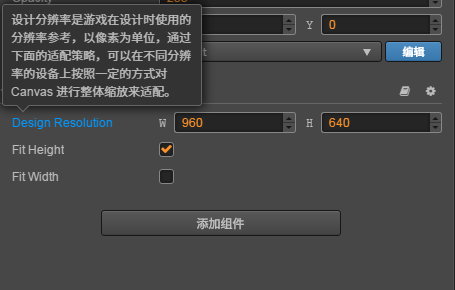 Opacity 255
设计分辨率是游戏在设计时使用的
分辨率参考，以像素为单位，通过
下面的适配策略，可以在不同分辨
率的设备上按照一定的方式对
Canvas 进行整体缩放来适配。
Y 0
编辑
Design Resolution W 960 H 640
Fit Height
Fit Width
添加组件